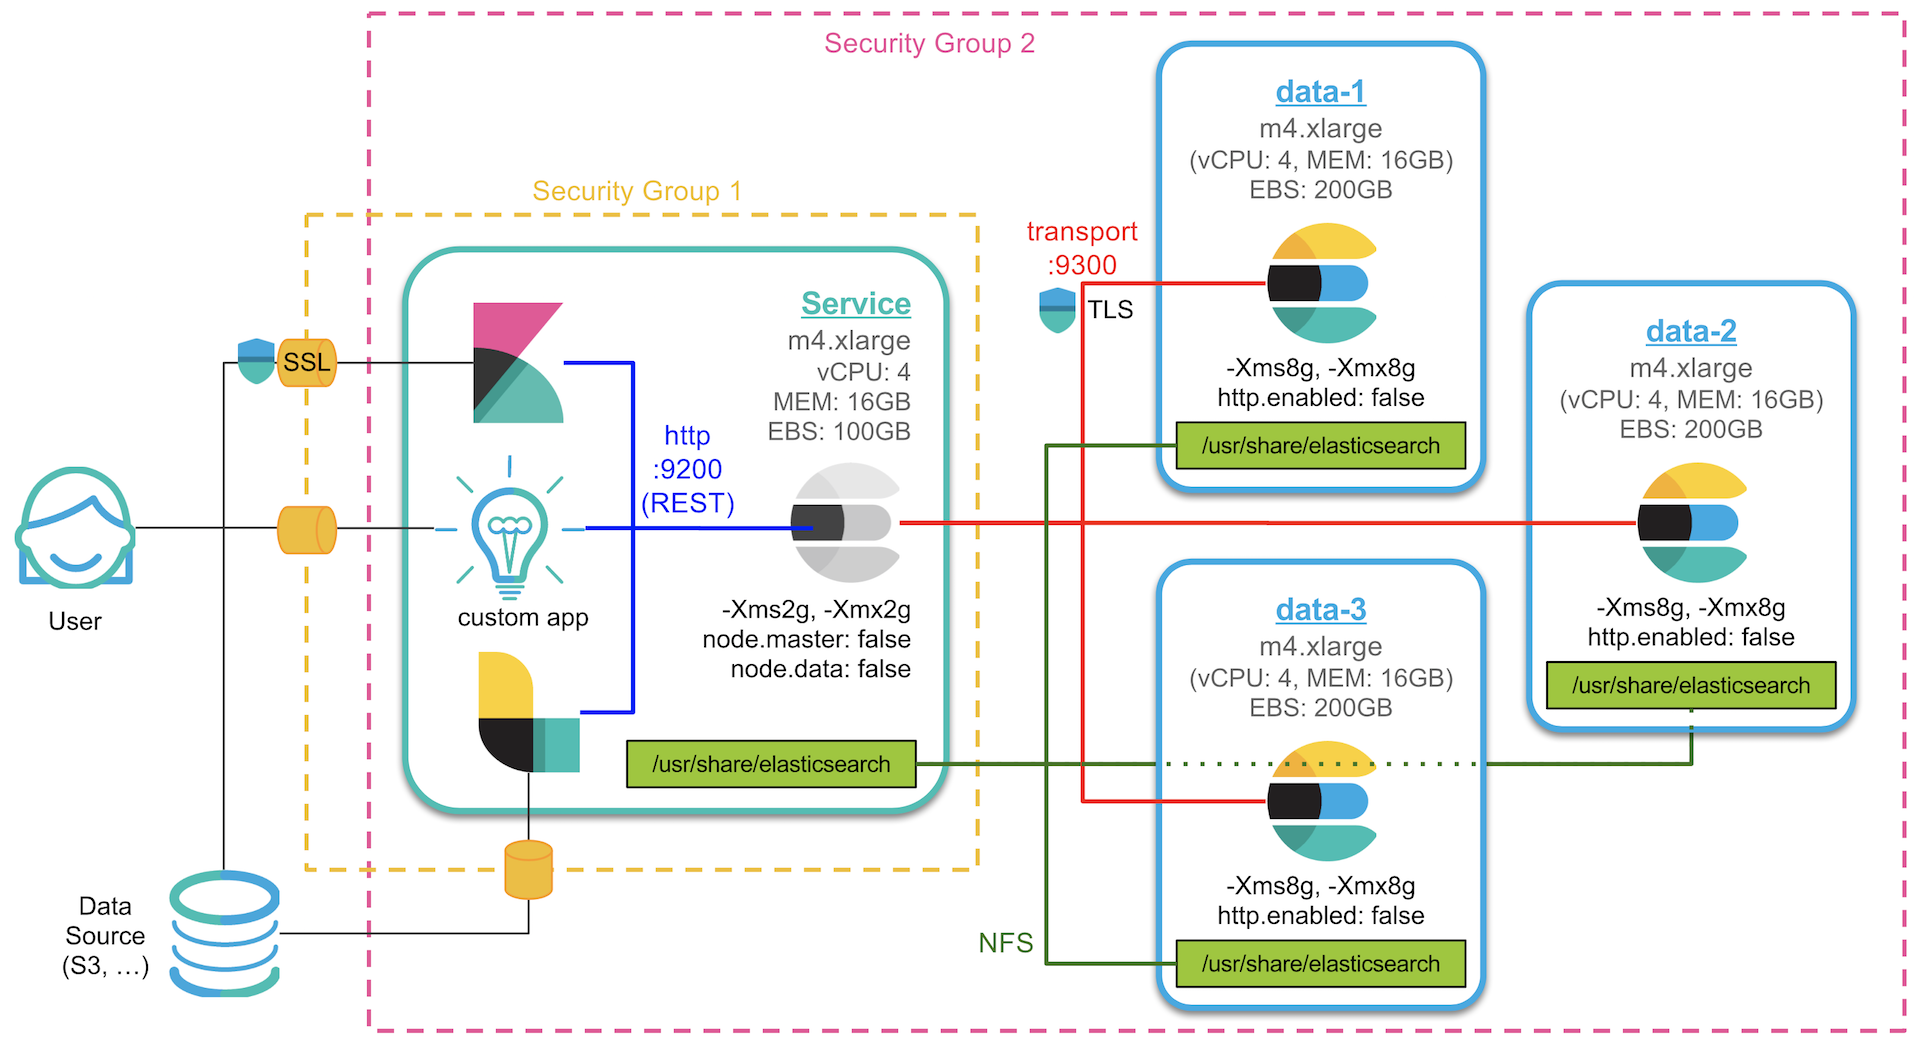 Security Group 2
Security Group 1
SSL
User
Data
Source
(S3, …)
Service
m4.xlarge
vCPU: 4
MEM: 16GB
EBS: 100GB
http
:9200
(REST)
custom app
-Xms2g, -Xmx2g
node.master: false
node.data: false
/usr/share/elasticsearch
transport
:9300
TLS
NFS
data-1
m4.xlarge
(vCPU: 4, MEM: 16GB)
EBS: 200GB
-Xms8g, -Xmx8g
http.enabled: false
/usr/share/elasticsearch
data-2
m4.xlarge
(vCPU: 4, MEM: 16GB)
EBS: 200GB
-Xms8g, -Xmx8g
http.enabled: false
/usr/share/elasticsearch
data-3
m4.xlarge
(vCPU: 4, MEM: 16GB)
EBS: 200GB
-Xms8g, -Xmx8g
http.enabled: false
/usr/share/elasticsearch